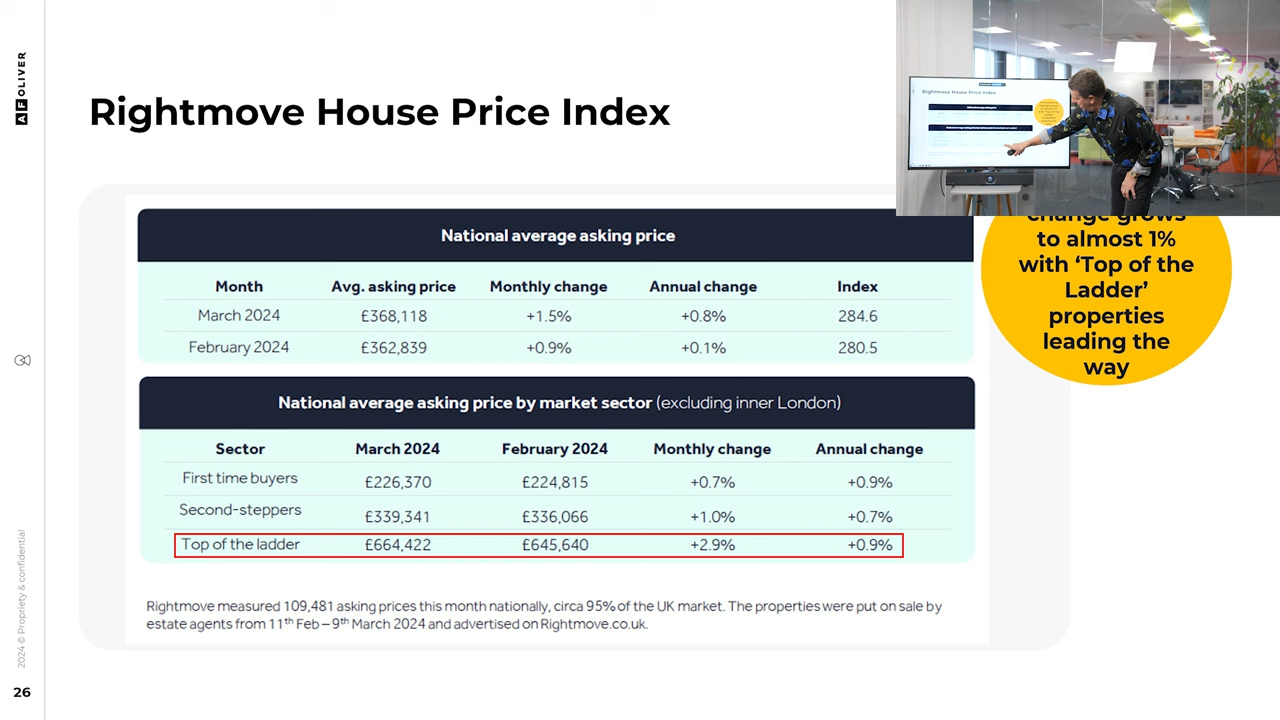 AF OLIVER
Rightmove House Price Index
National average asking price
Month Avg. asking price Monthly change Annual change Index
March 2024 £368,118 +1.5% +0.8% 284.6
February 2024 £362,839 +0.9% +0.1% 280.5
National average asking price by market sector (excluding inner London)
Sector March 2024 February 2024 Monthly change Annual change
First time buyers £226,370 £224,815 +0.7% +0.9%
Second-steppers £339,341 £336,066 +1.0% +0.7%
Top of the ladder £664,422 £645,640 +2.9% +0.9%
Rightmove measured 109,481 asking prices this month nationally, circa 95% of the UK market. The properties were put on sale by
estate agents from 11th Feb – 9th March 2024 and advertised on Rightmove.co.uk.
change grows
to almost 1%
with ‘Top of the
Ladder’
properties
leading the
way
Rightmove House Price Index
2024 © Propriety & confidential
26